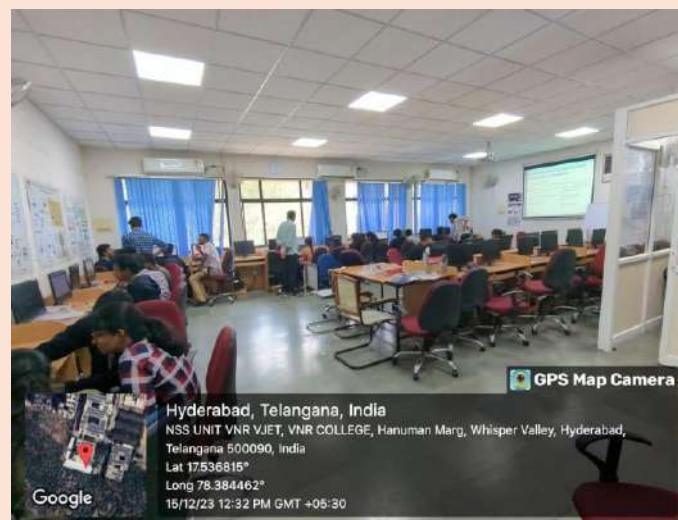 GPS Map Camera
Hyderabad, Telangana, India
NSS UNIT VNR VJET, VNR COLLEGE, Hanuman Marg, Whisper Valley, Hyderabad,
Telangana 500090, India
Lat 17.536815°
Long 78.384462°
15/12/23 12:32 PM GMT +05:30
Google